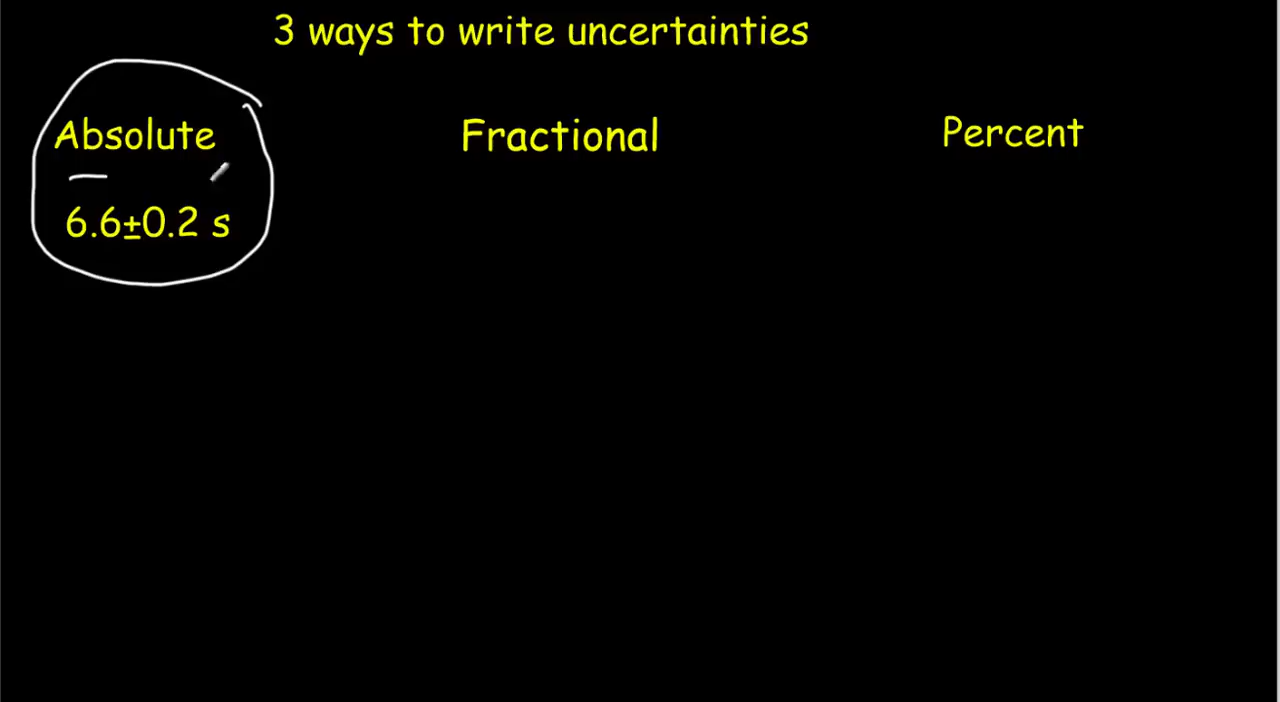 3 ways to write uncertainties
Absolute
Fractional
Percent
6.6±0.2 s